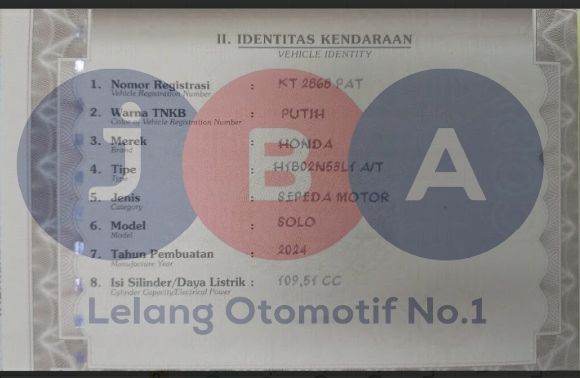 II. IDENTITAS KENDARAAN
VEHICLE IDENTITY
1. Nomor Registrasi : KT 2868 PAT
Vehicle Registration Number
2. Warna TNKB : PUTIH
Color of Vehicle Registration Number
3. Merek : HONDA
Brand
4. Tipe : H1B02N53L1 A/T
Type
5. Jenis : SEPEDA MOTOR
Category
6. Model : SOLO
Model
7. Tahun Pembuatan : 2024
Manufacture Year
8. Isi Silinder/Daya Listrik : 109,51 CC
Cylinder Capacity/Electrical Power
JBA
Lelang Otomotif No.1